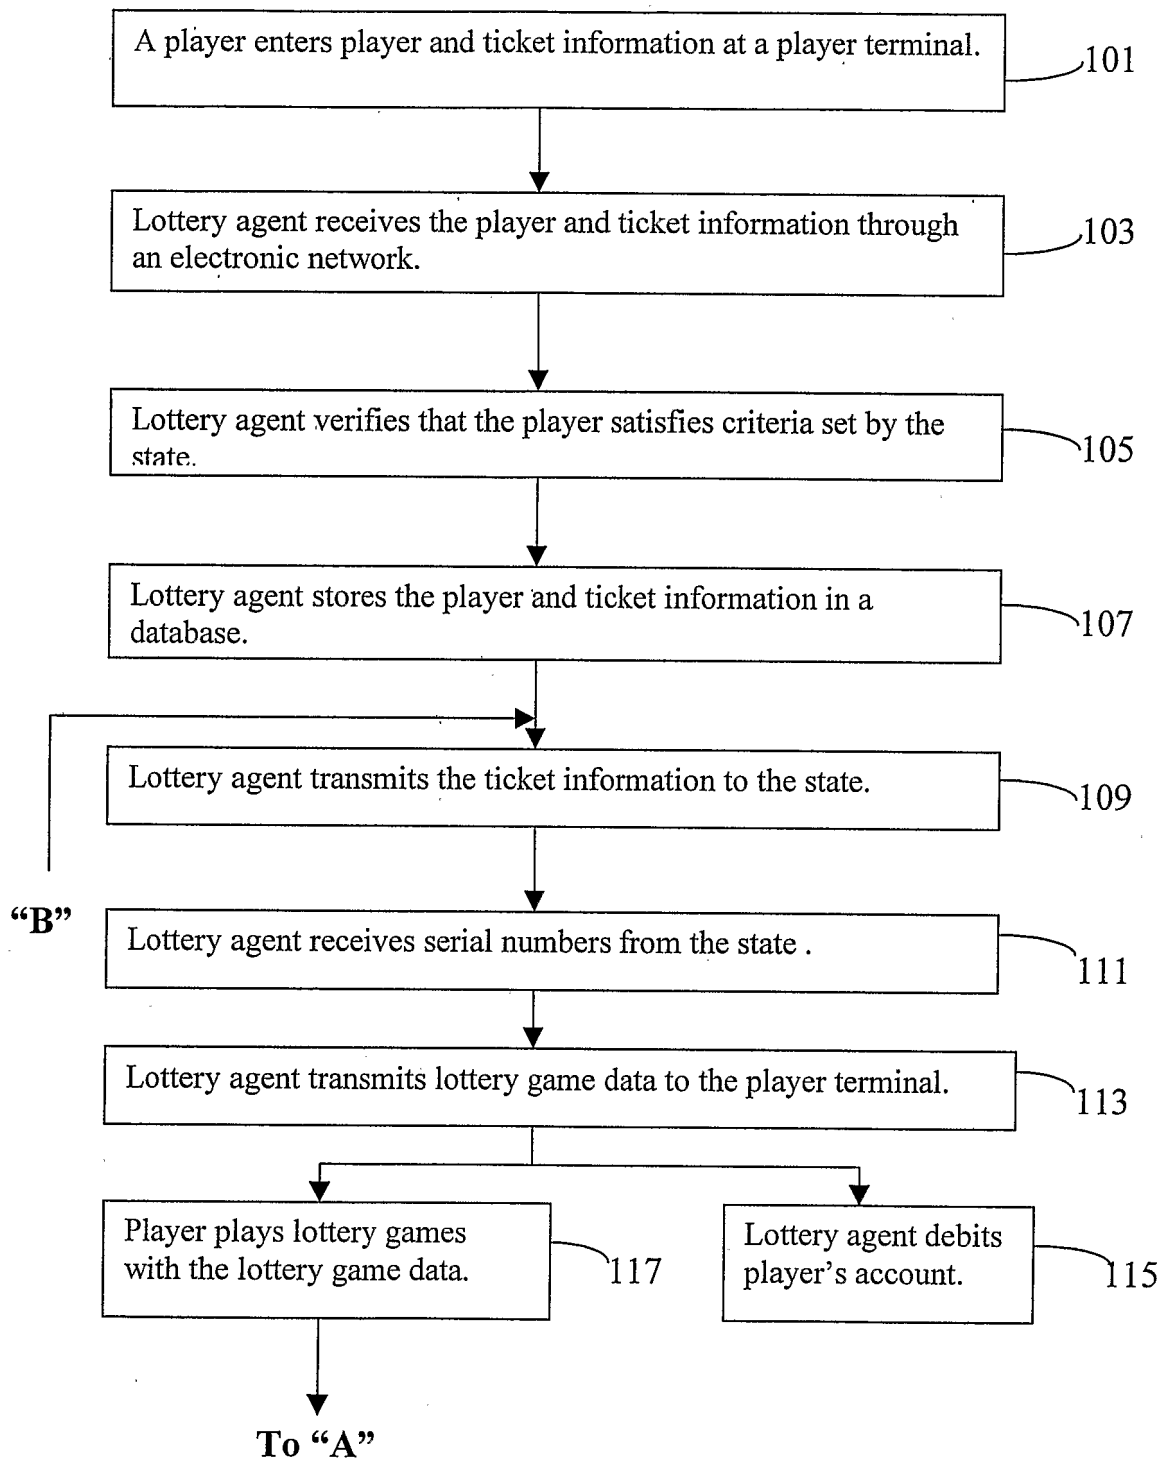 A player enters player and ticket information at a player terminal.
101
Lottery agent receives the player and ticket information through
an electronic network.
103
Lottery agent verifies that the player satisfies criteria set by the
state.
105
Lottery agent stores the player and ticket information in a
database.
107
Lottery agent transmits the ticket information to the state.
109
“B”
Lottery agent receives serial numbers from the state .
111
Lottery agent transmits lottery game data to the player terminal.
113
Player plays lottery games
with the lottery game data.
117
Lottery agent debits
player’s account.
115
To “A”